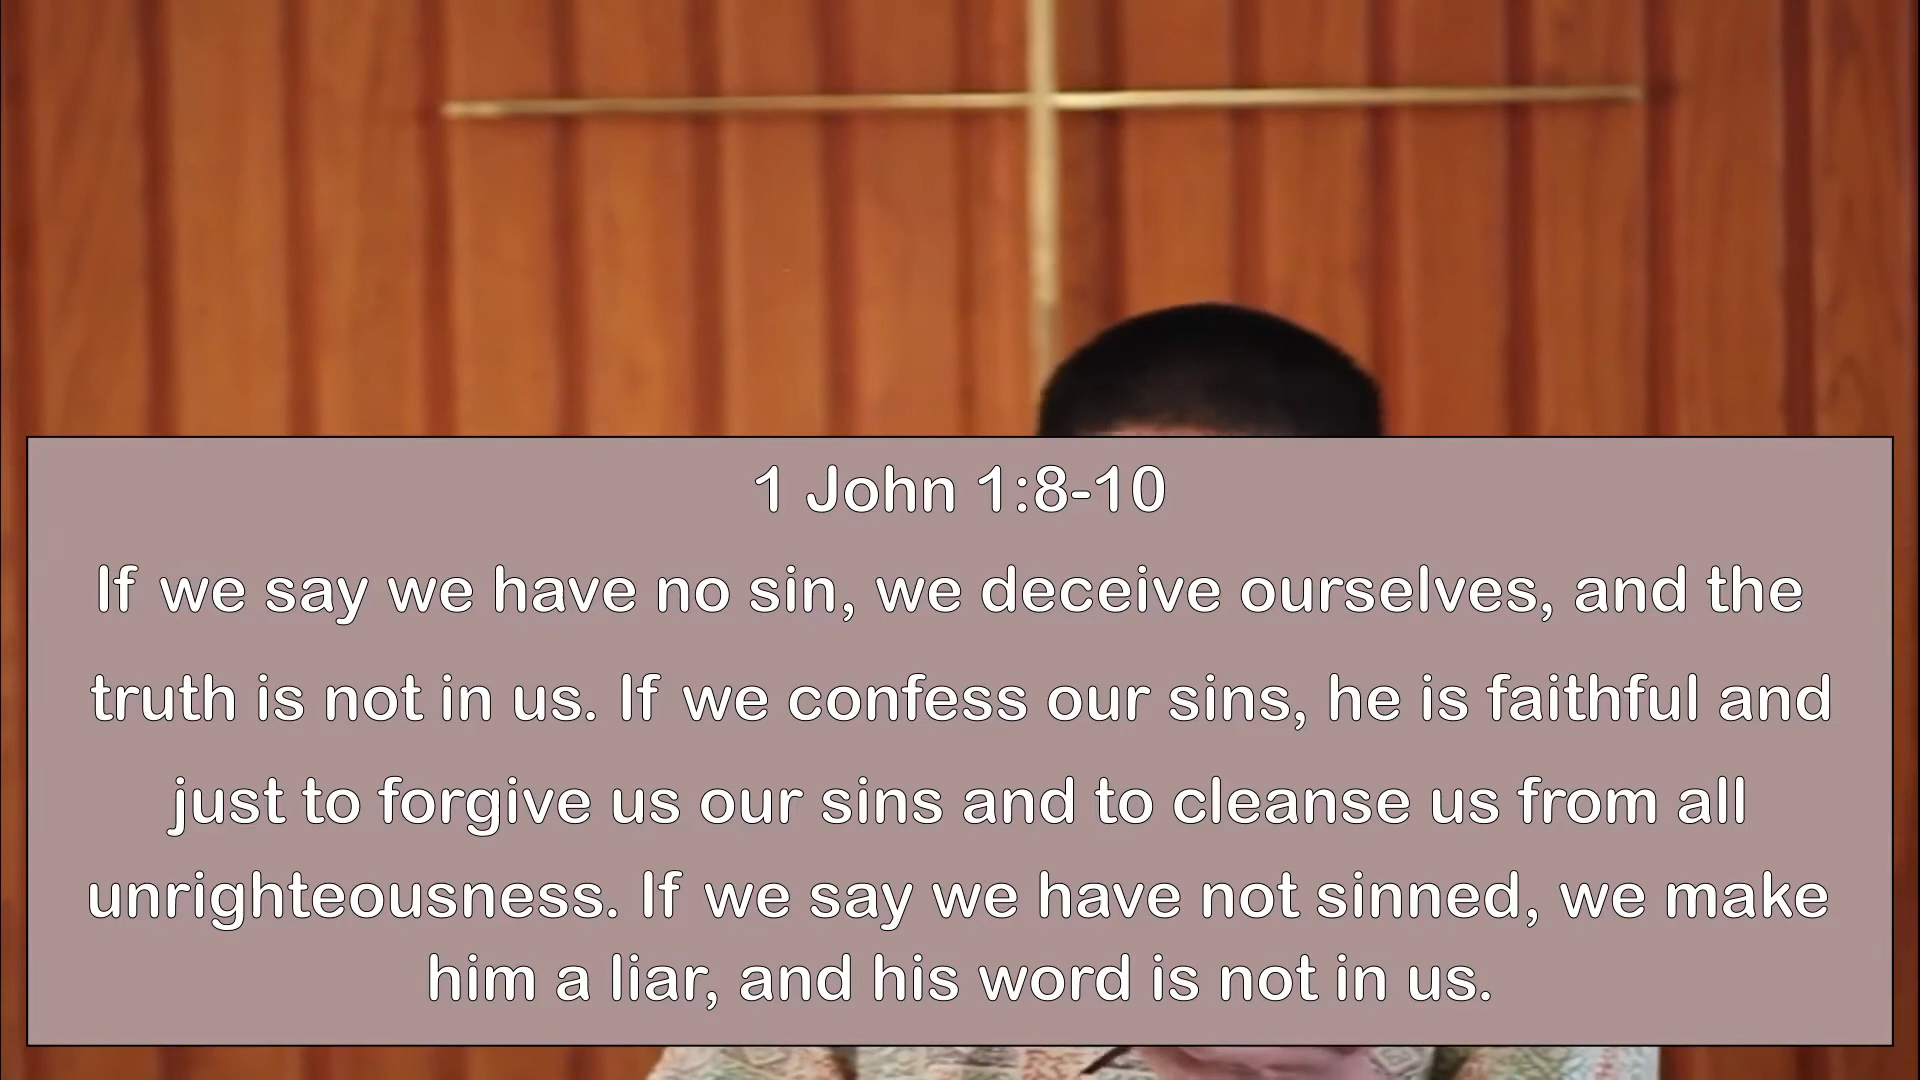 1 John 1:8-10
If we say we have no sin, we deceive ourselves, and the
truth is not in us. If we confess our sins, he is faithful and
just to forgive us our sins and to cleanse us from all
unrighteousness. If we say we have not sinned, we make
him a liar, and his word is not in us.